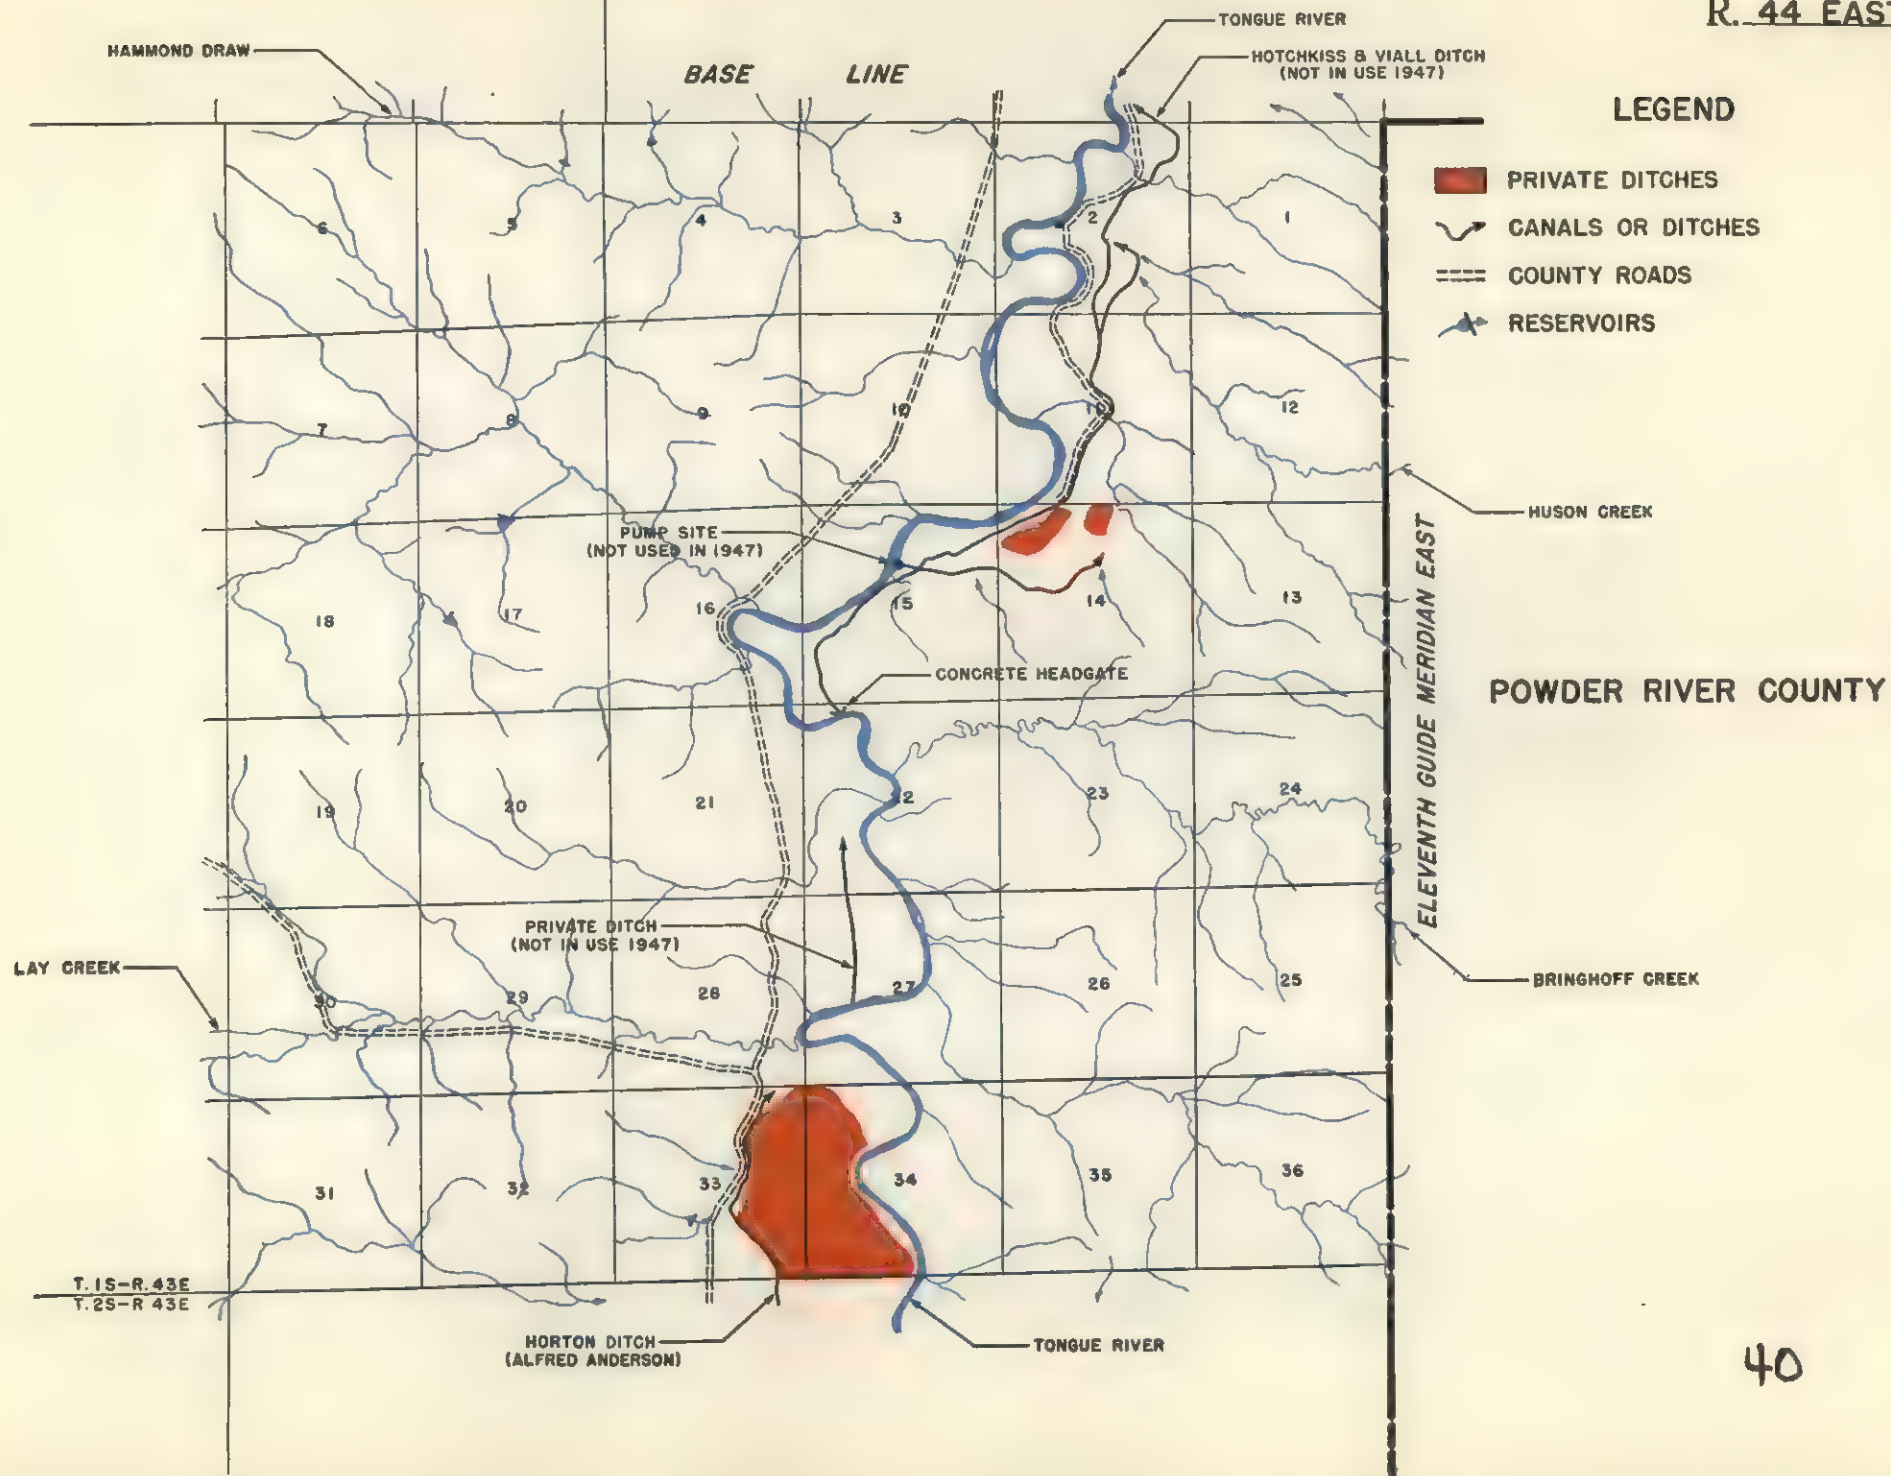 R. 44 EAST
TONGUE RIVER
HAMMOND DRAW
HOTCHKISS & VIALL DITCH
(NOT IN USE 1947)
BASE LINE
LEGEND
PRIVATE DITCHES
CANALS OR DITCHES
COUNTY ROADS
RESERVOIRS
6 5 4 3 2 1
7 8 9 10 11 12
HUSON CREEK
PUMP SITE
(NOT USED IN 1947)
18 17 16 15 14 13
ELEVENTH GUIDE MERIDIAN EAST
CONCRETE HEADGATE
POWDER RIVER COUNTY
19 20 21 22 23 24
PRIVATE DITCH
(NOT IN USE 1947)
LAY CREEK
BRINGHOFF CREEK
30 29 28 27 26 25
31 32 33 34 35 36
T. 1S-R. 43E
T. 2S-R 43E
HORTON DITCH
(ALFRED ANDERSON)
TONGUE RIVER
40